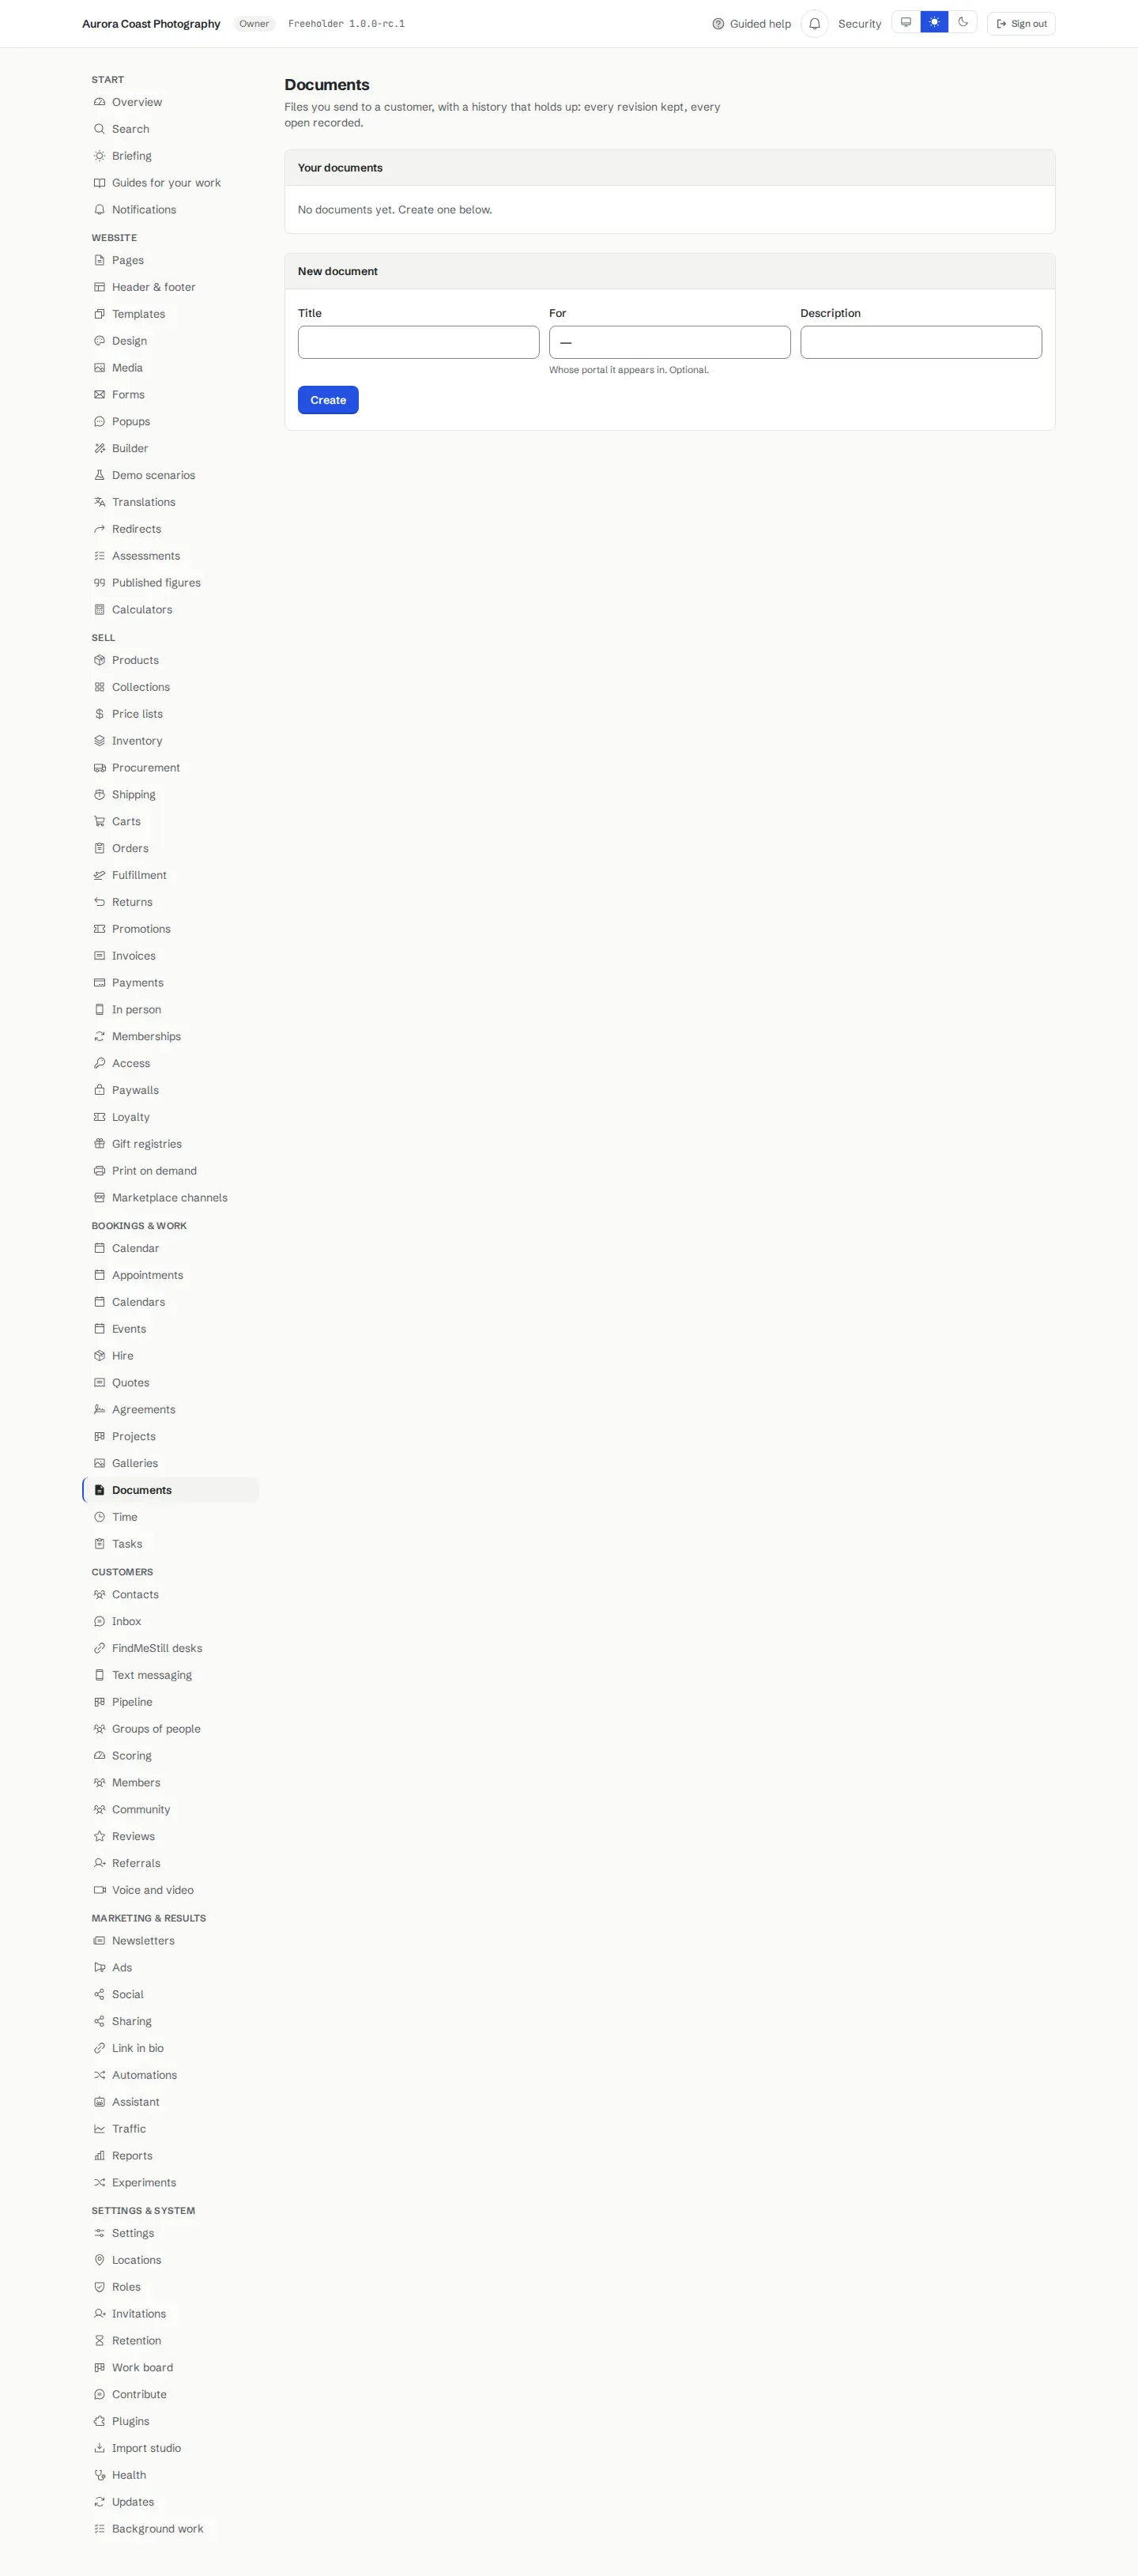 Aurora Coast Photography Owner Freeholder 1.0.0-rc.1 Guided help Security Sign out
START
Overview
Search
Briefing
Guides for your work
Notifications
WEBSITE
Pages
Header & footer
Templates
Design
Media
Forms
Popups
Builder
Demo scenarios
Translations
Redirects
Assessments
Published figures
Calculators
SELL
Products
Collections
Price lists
Inventory
Procurement
Shipping
Carts
Orders
Fulfillment
Returns
Promotions
Invoices
Payments
In person
Memberships
Access
Paywalls
Loyalty
Gift registries
Print on demand
Marketplace channels
BOOKINGS & WORK
Calendar
Appointments
Calendars
Events
Hire
Quotes
Agreements
Projects
Galleries
Documents
Time
Tasks
CUSTOMERS
Contacts
Inbox
FindMeStill desks
Text messaging
Pipeline
Groups of people
Scoring
Members
Community
Reviews
Referrals
Voice and video
MARKETING & RESULTS
Newsletters
Ads
Social
Sharing
Link in bio
Automations
Assistant
Traffic
Reports
Experiments
SETTINGS & SYSTEM
Settings
Locations
Roles
Invitations
Retention
Work board
Contribute
Plugins
Import studio
Health
Updates
Background work
Documents
Files you send to a customer, with a history that holds up: every revision kept, every
open recorded.
Your documents
No documents yet. Create one below.
New document
Title For Description
—
Whose portal it appears in. Optional.
Create